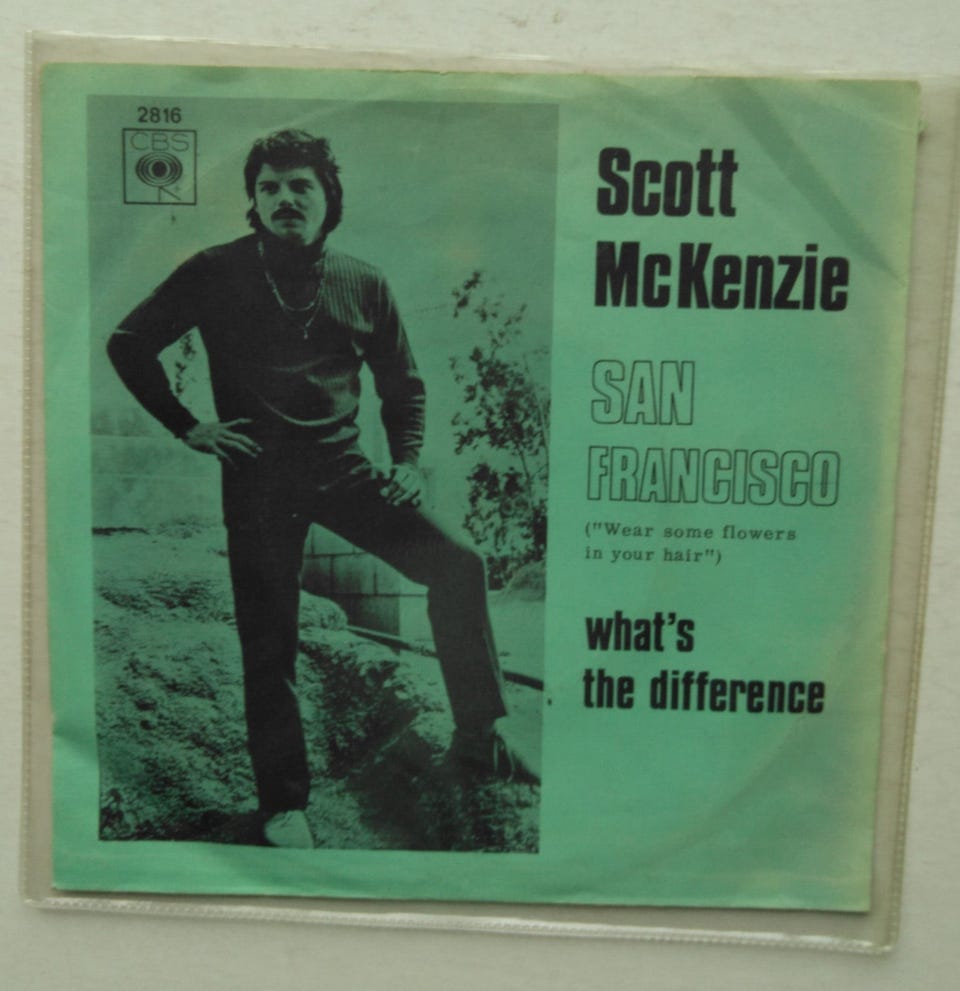 2816
CBS
Scott
McKenzie
SAN
FRANCISCO
("Wear some flowers
in your hair")
what's
the difference